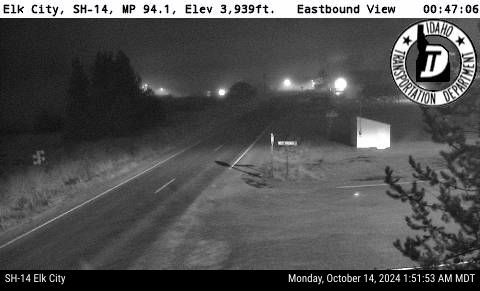 Elk City, SH-14, MP 94.1, Elev 3,939ft. Eastbound View 00:47:06
IDAHO
TRANSPORTATION DEPARTMENT
SH-14 Elk City Monday, October 14, 2024 1:51:53 AM MDT